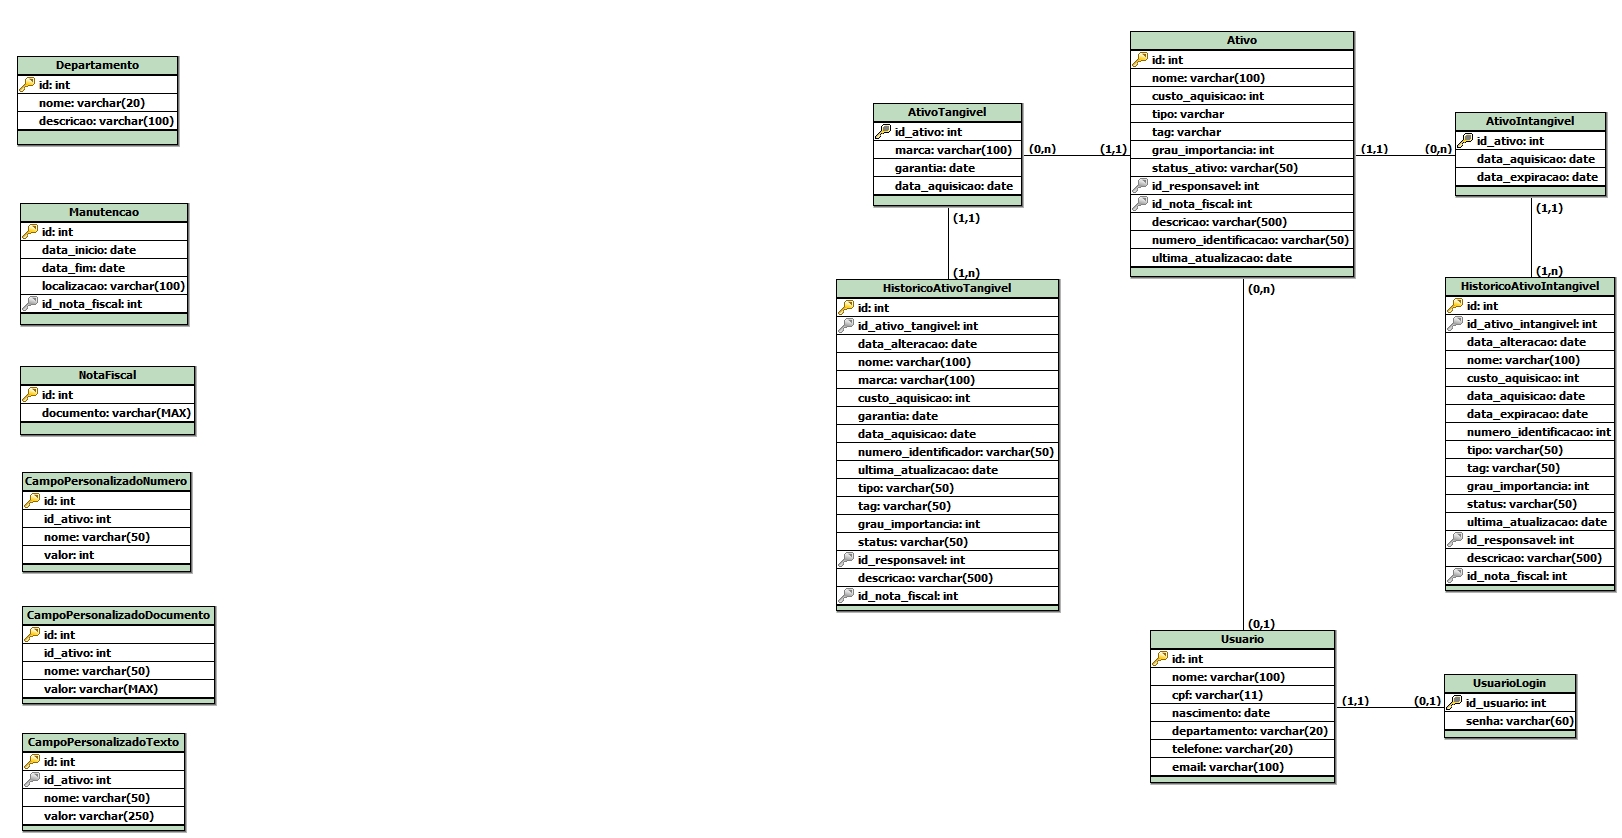 Departamento
id: int
nome: varchar(20)
descricao: varchar(100)
Manutencao
id: int
data_inicio: date
data_fim: date
localizacao: varchar(100)
id_nota_fiscal: int
NotaFiscal
id: int
documento: varchar(MAX)
CampoPersonalizadoNumero
id: int
id_ativo: int
nome: varchar(50)
valor: int
CampoPersonalizadoDocumento
id: int
id_ativo: int
nome: varchar(50)
valor: varchar(MAX)
CampoPersonalizadoTexto
id: int
id_ativo: int
nome: varchar(50)
valor: varchar(250)
AtivoTangivel
id_ativo: int
marca: varchar(100)
garantia: date
data_aquisicao: date
(0,n)
(1,1)
(1,1)
(1,n)
HistoricoAtivoTangivel
id: int
id_ativo_tangivel: int
data_alteracao: date
nome: varchar(100)
marca: varchar(100)
custo_aquisicao: int
garantia: date
data_aquisicao: date
numero_identificador: varchar(50)
ultima_atualizacao: date
tipo: varchar(50)
tag: varchar(50)
grau_importancia: int
status: varchar(50)
id_responsavel: int
descricao: varchar(500)
id_nota_fiscal: int
Ativo
id: int
nome: varchar(100)
custo_aquisicao: int
tipo: varchar
tag: varchar
grau_importancia: int
status_ativo: varchar(50)
id_responsavel: int
id_nota_fiscal: int
descricao: varchar(500)
numero_identificacao: varchar(50)
ultima_atualizacao: date
(0,n)
(0,1)
Usuario
id: int
nome: varchar(100)
cpf: varchar(11)
nascimento: date
departamento: varchar(20)
telefone: varchar(20)
email: varchar(100)
(1,1)
(0,n)
AtivoIntangivel
id_ativo: int
data_aquisicao: date
data_expiracao: date
(1,1)
(1,n)
HistoricoAtivoIntangivel
id: int
id_ativo_intangivel: int
data_alteracao: date
nome: varchar(100)
custo_aquisicao: int
data_aquisicao: date
data_expiracao: date
numero_identificacao: int
tipo: varchar(50)
tag: varchar(50)
grau_importancia: int
status: varchar(50)
ultima_atualizacao: date
id_responsavel: int
descricao: varchar(500)
id_nota_fiscal: int
(1,1)
(0,1)
UsuarioLogin
id_usuario: int
senha: varchar(60)